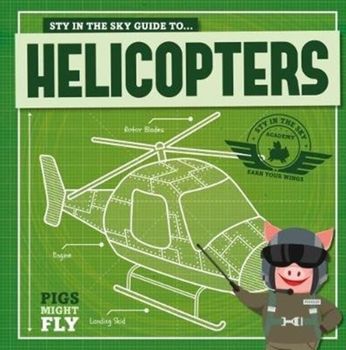 STY IN THE SKY GUIDE TO...
HELICOPTERS
Rotor Blades
STY IN THE SKY
ACADEMY
EARN YOUR WINGS
Engine
PIGS
MIGHT
FLY
Landing Skid